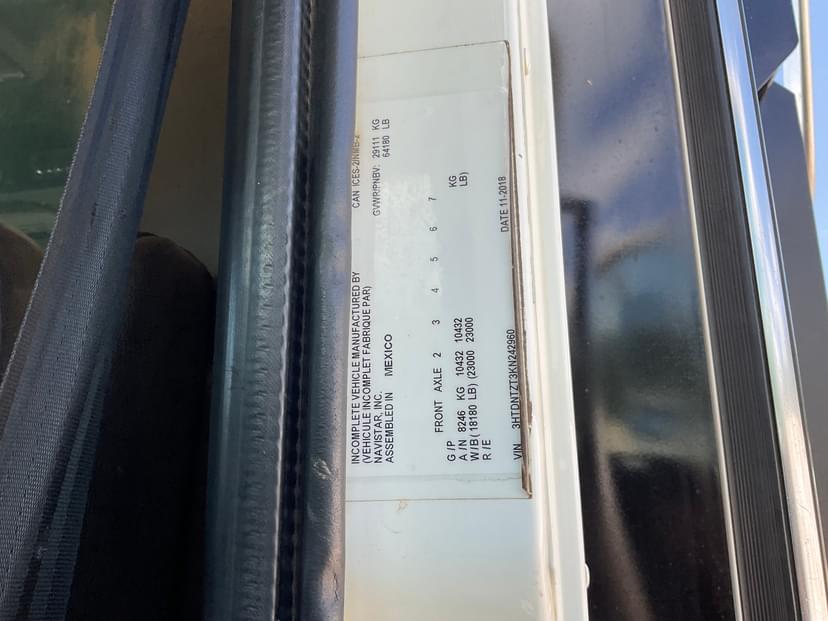 INCOMPLETE VEHICLE MANUFACTURED BY
(VEHICULE INCOMPLET FABRIQUE PAR)
NAVISTAR, INC.
ASSEMBLED IN MEXICO
CAN ICES-2/NMB-2
GVWR/PNBV: 29111 KG
64180 LB
FRONT AXLE 2 3 4 5 6 7
G/P
A/N 8246 KG 10432 10432 KG
W/B (18180 LB) (23000 23000 LB)
R/E
DATE 11-2018
VIN 3HTDNTZT3KN242960